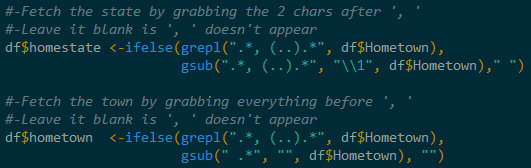 #-Fetch the state by grabbing the 2 chars after ', '
#-Leave it blank is ', ' doesn't appear
df$homestate <-ifelse(grepl(".*, (..).*", df$Hometown),
gsub(".*, (..).*", "\\1", df$Hometown)," ")
#-Fetch the town by grabbing everything before ', '
#-Leave it blank is ', ' doesn't appear
df$hometown  <-ifelse(grepl(".*, (..).*", df$Hometown),
gsub(" .*", "", df$Hometown), "")